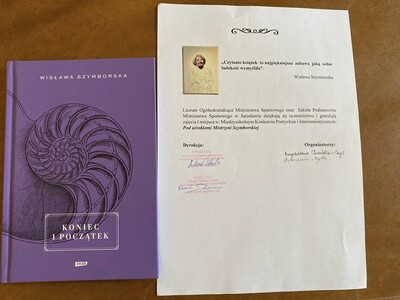 WISŁAWA SZYMBORSKA
KONIEC
I POCZĄTEK
ZNAK
„Czytanie książek to najpiękniejsza zabawa jaką sobie
ludzkość wymyśliła”.
Wisława Szymborska
Liceum Ogólnokształcące Mistrzostwa Sportowego oraz Szkoła Podstawowa
Mistrzostwa Sportowego w Jarosławiu dziękują za uczestnictwo i gratulują
zajęcia I miejsca w: Międzyszkolnym Konkursie Poetyckim i
Pod urokiem: Mistrzyni Szymborskiej
Dyrekcja:
Organizatorzy: